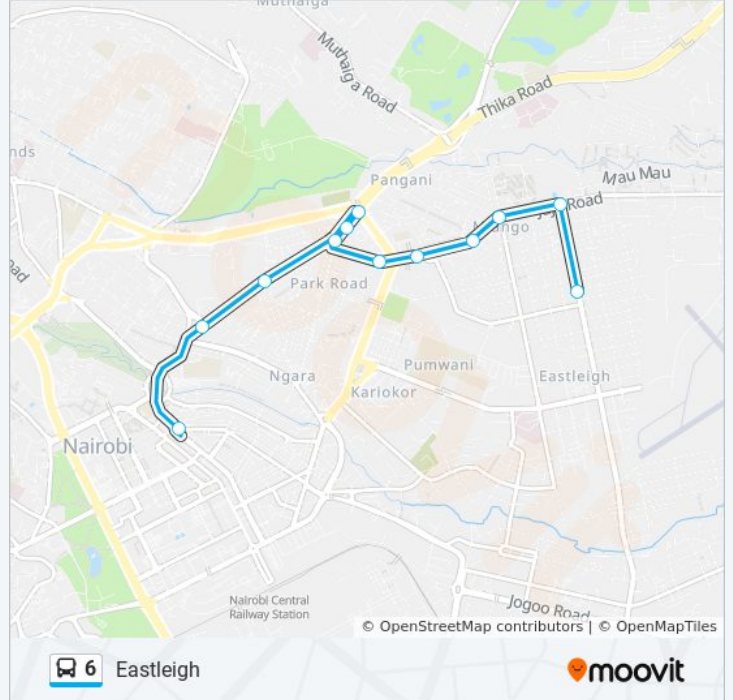 Muthaiga
Muthaiga Road
Thika Road
nds
Pangani
Mau Mau
Road
Park Road
Ngara
Pumwani
Kariokor
Eastleigh
Nairobi
Nairobi Central
Railway Station
Jogoo Road
© OpenStreetMap contributors | © OpenMapTiles
6 Eastleigh
moovit